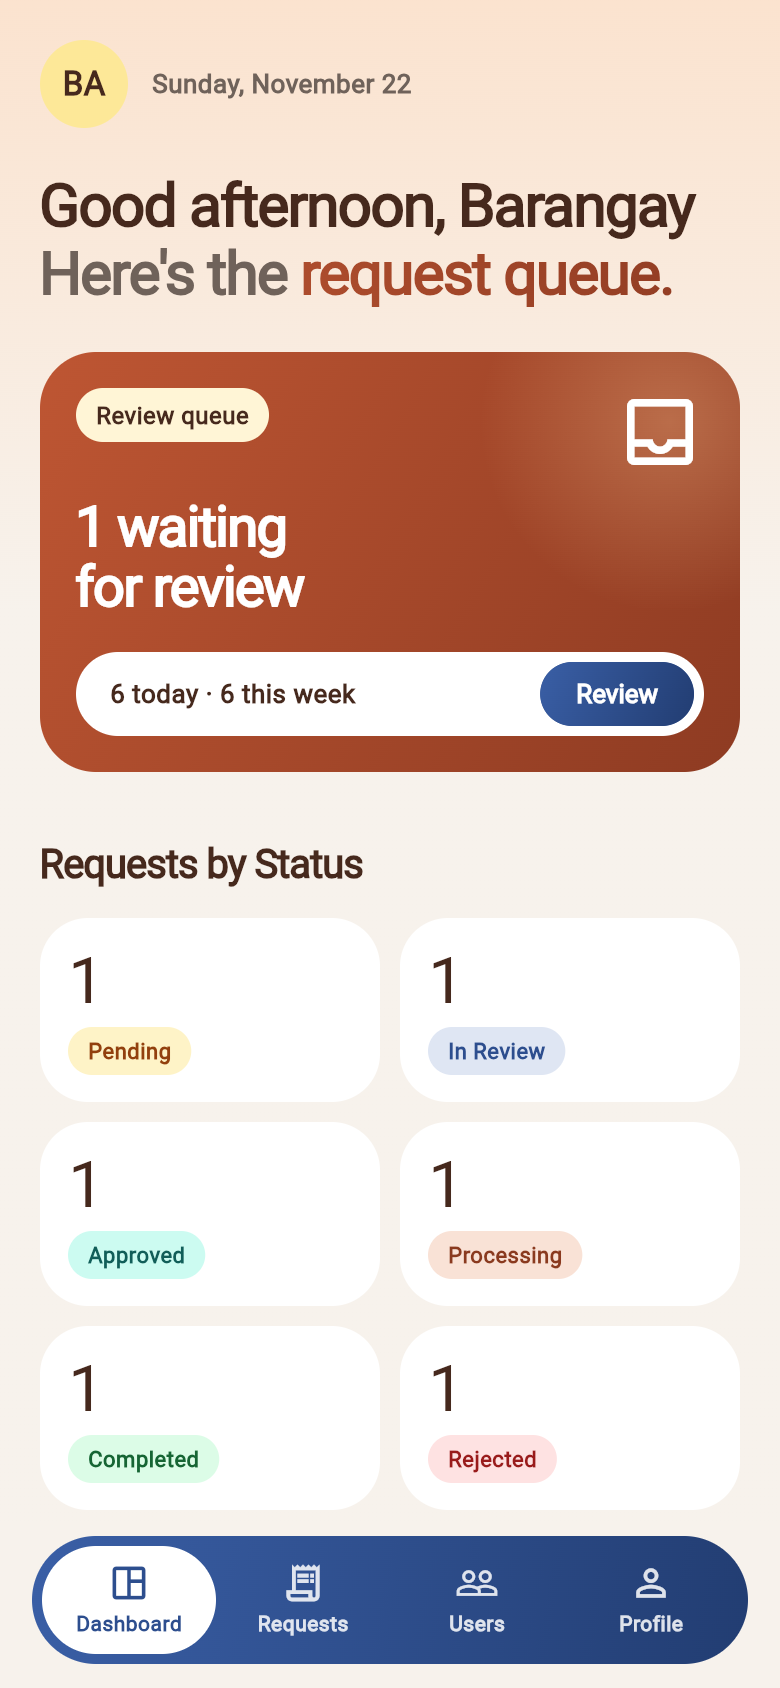 BA
Sunday, November 22
Good afternoon, Barangay
Here's the request queue.
Review queue
1 waiting
for review
6 today · 6 this week
Review
Requests by Status
1
Pending
1
In Review
1
Approved
1
Processing
1
Completed
1
Rejected
Dashboard
Requests
Users
Profile